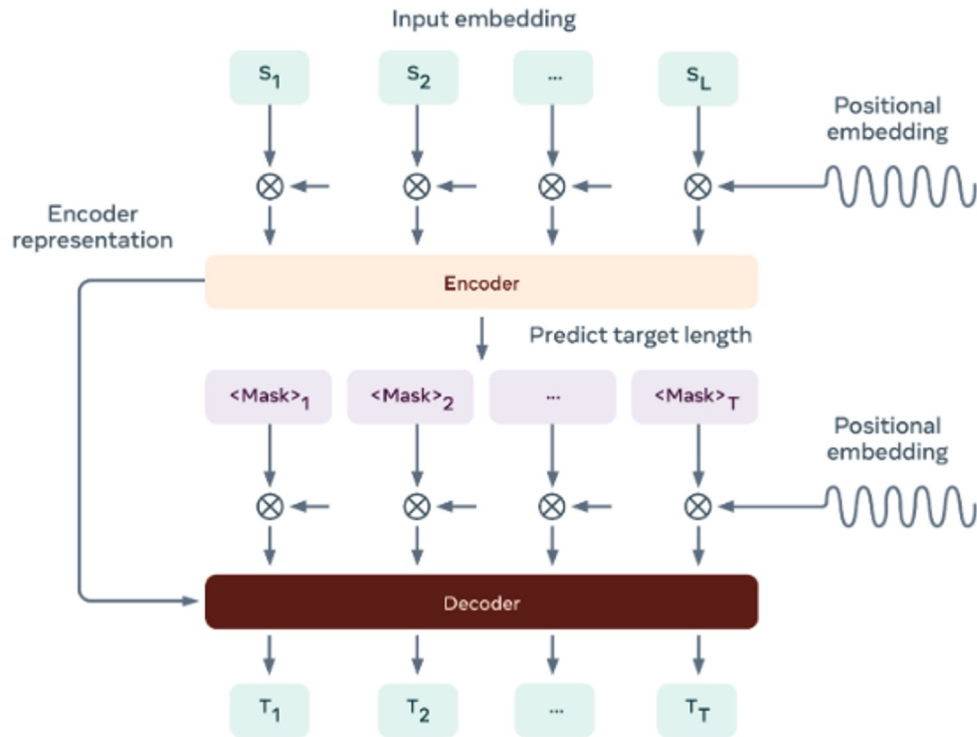 Input embedding
S1 S2 ... SL
Positional
embedding
Encoder
representation
Encoder
Predict target length
<Mask>1 <Mask>2 ... <Mask>T
Positional
embedding
Decoder
T1 T2 ... TT